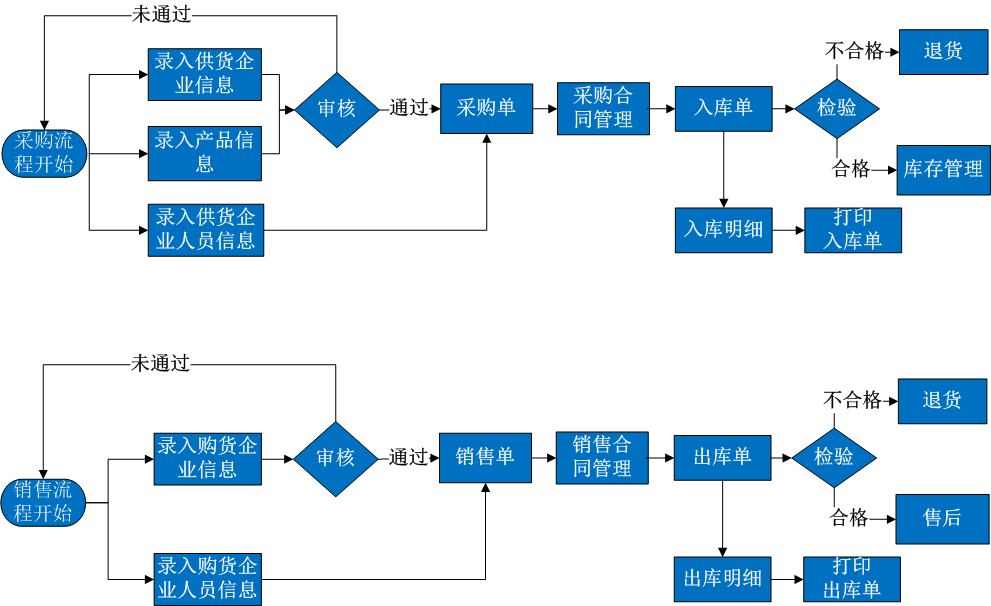 未通过
录入供货企
业信息
录入产品信
息
录入供货企
业人员信息
采购流
程开始
审核
通过
采购单
采购合
同管理
入库单
检验
不合格
退货
合格
库存管理
入库明细
打印
入库单
未通过
录入购货企
业信息
销售流
程开始
录入购货企
业人员信息
审核
通过
销售单
销售合
同管理
出库单
检验
不合格
退货
合格
售后
出库明细
打印
出库单